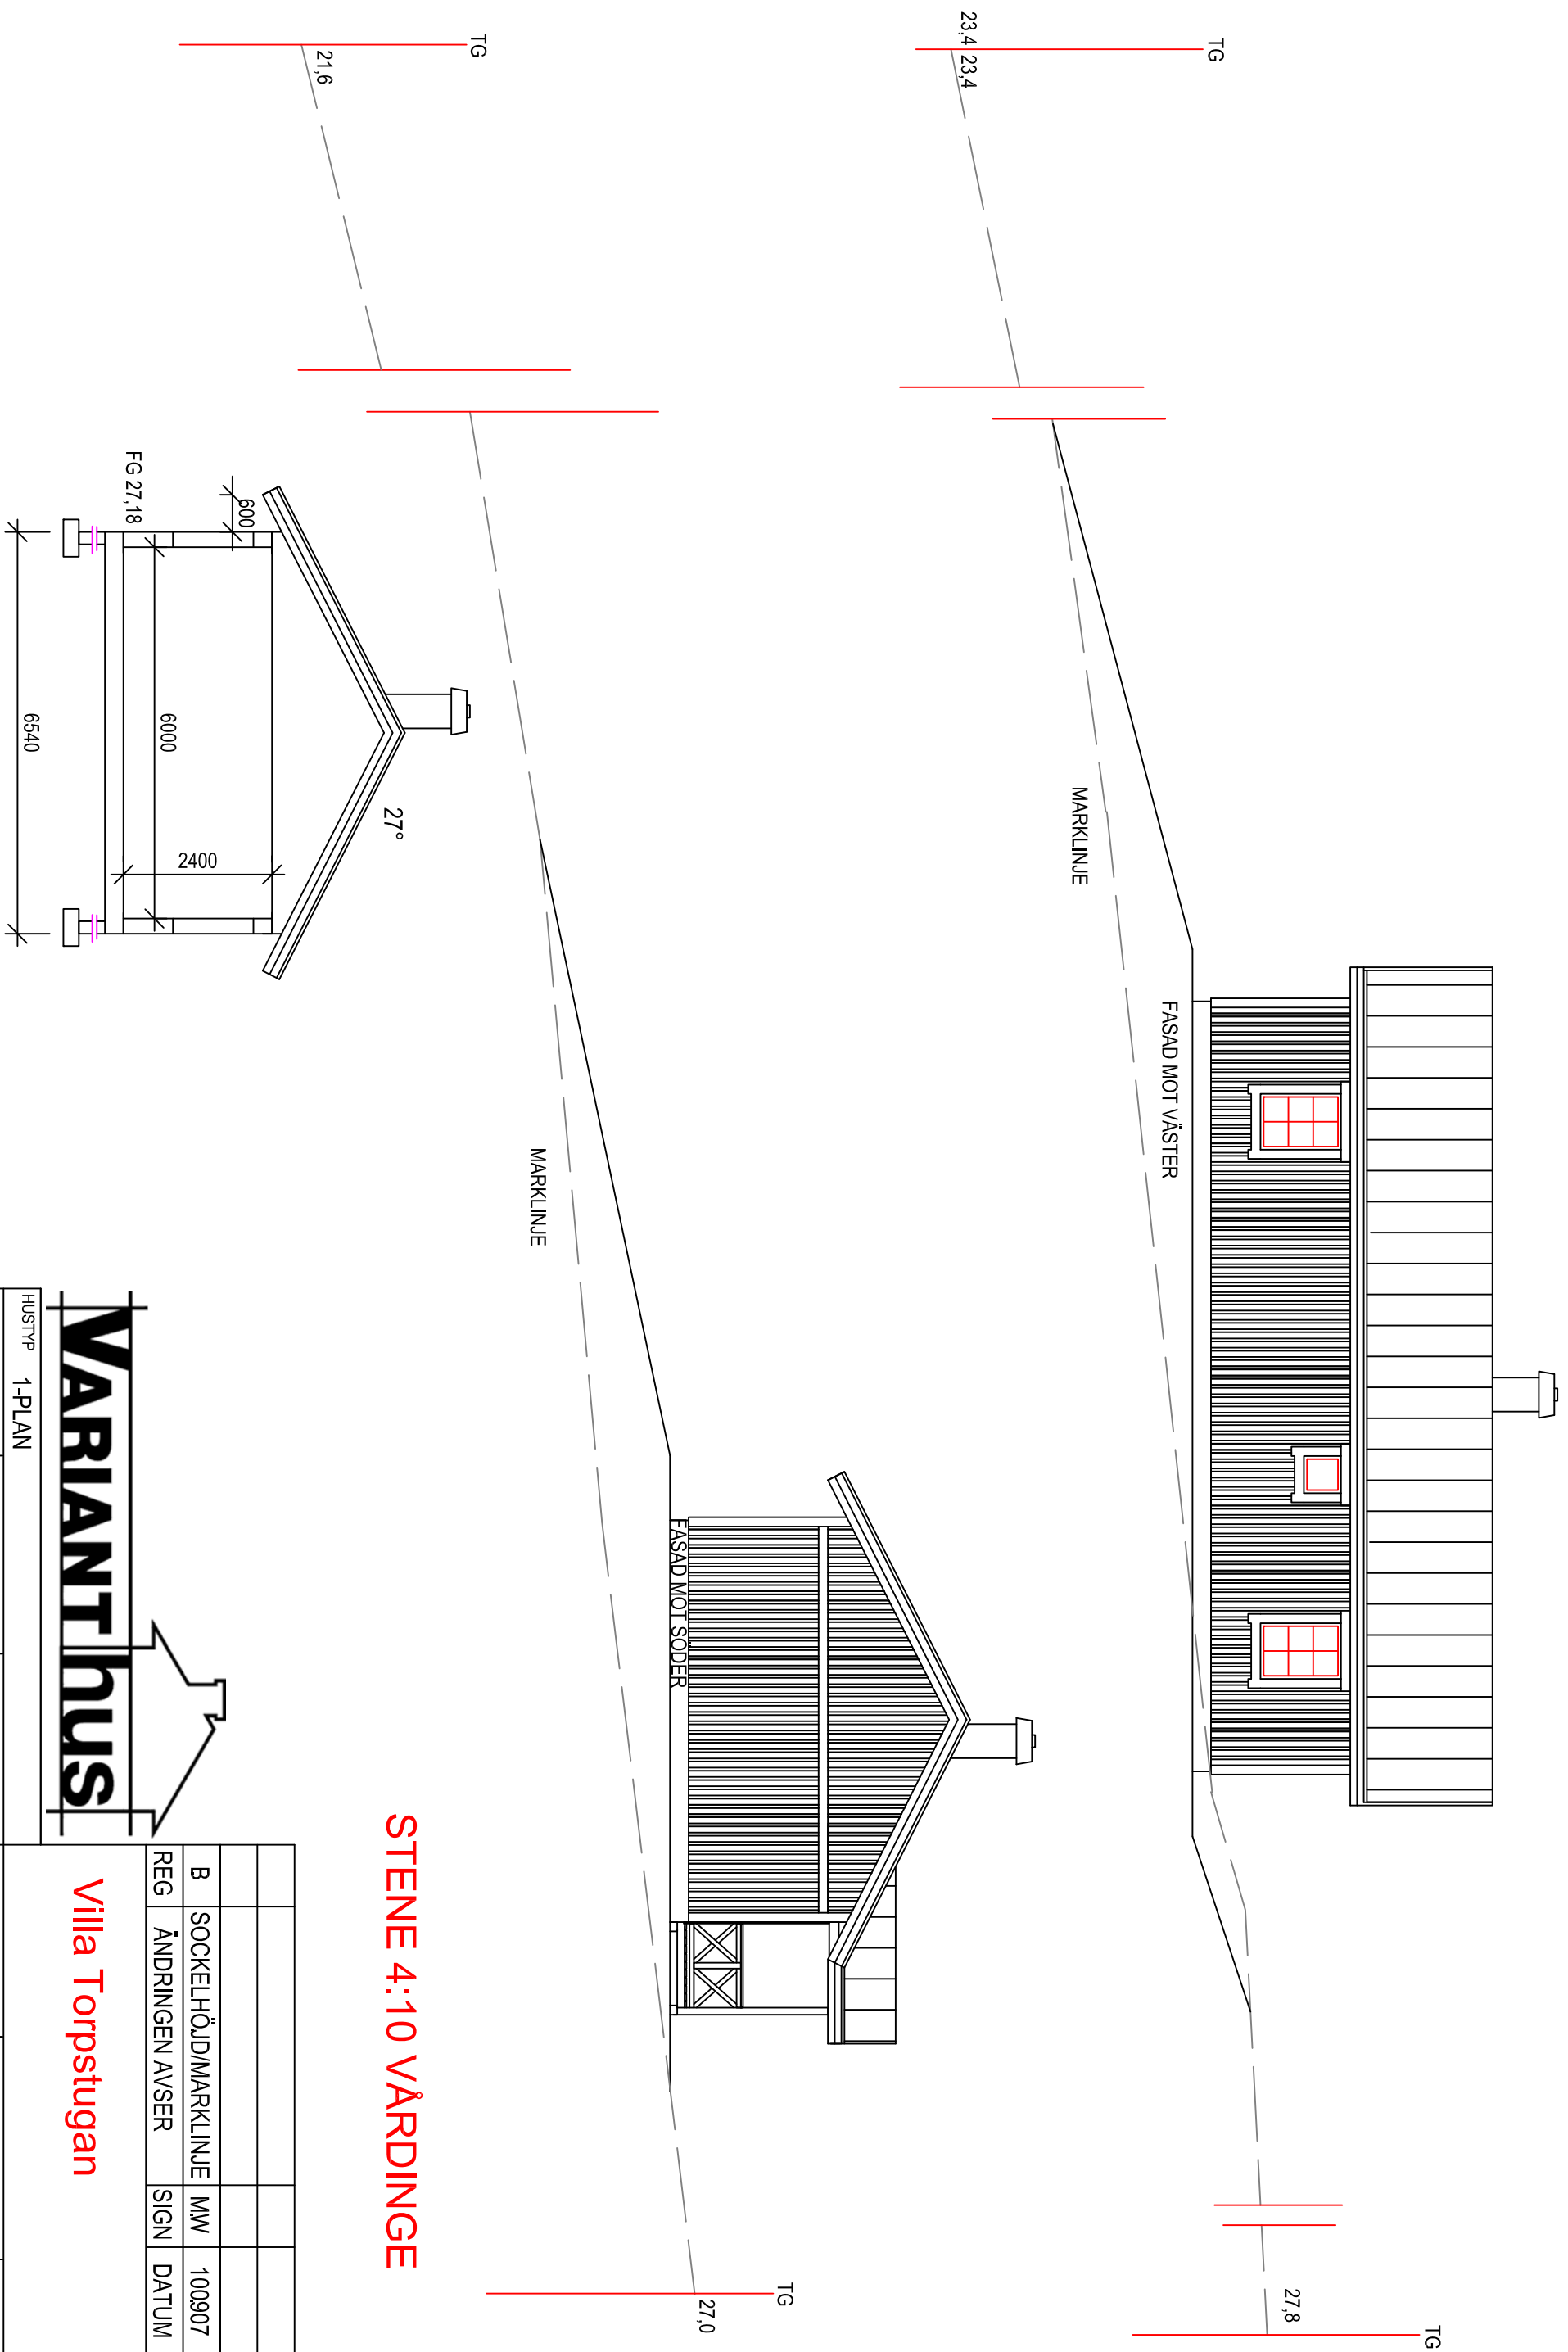 TG
23,4 23,4
MARKLINJE
FASAD MOT VÄSTER
27,8
TG
TG
21,6
MARKLINJE
FASAD MOT SÖDER
27,0
TG
27°
600
FG 27,18
2400
6000
6540
STENE 4:10 VÅRDINGE
VARIANT hus
HUSTYP 1-PLAN
B SOCKELHÖJD/MARKLINJE MW 100907
REG ÄNDRINGEN AVSER SIGN DATUM
Villa Torpstugan